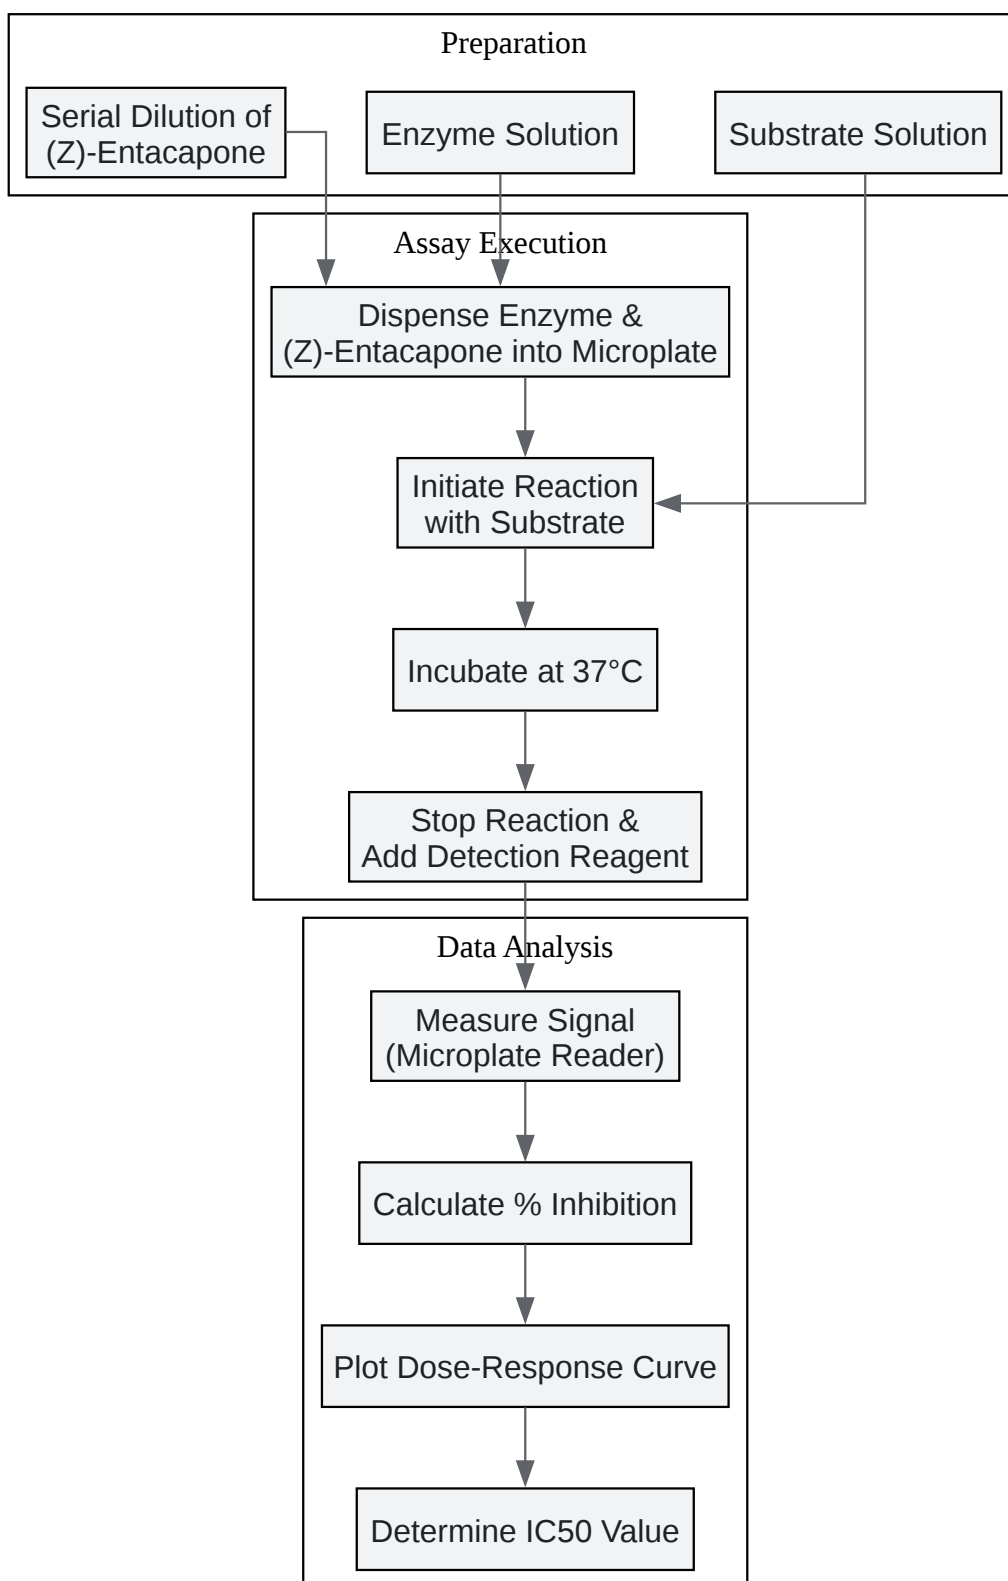 Preparation
Serial Dilution of
(Z)-Entacapone
Enzyme Solution
Substrate Solution
Assay Execution
Dispense Enzyme &
(Z)-Entacapone into Microplate
Initiate Reaction
with Substrate
Incubate at 37°C
Stop Reaction &
Add Detection Reagent
Data Analysis
Measure Signal
(Microplate Reader)
Calculate % Inhibition
Plot Dose-Response Curve
Determine IC50 Value